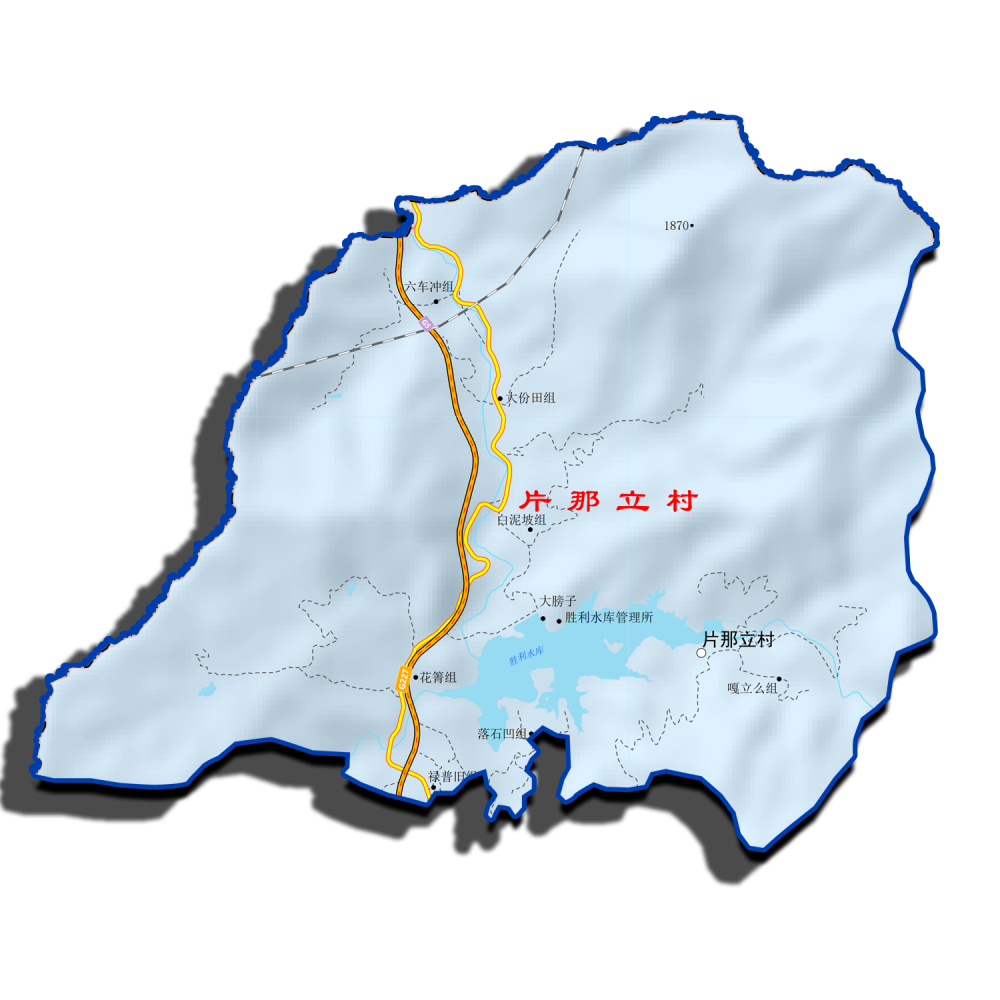 1870
六车冲组
大份田组
片那立村
白泥坡组
大膀子
胜利水库管理所
片那立村
胜利水库
G227
花箐组
嘎立么组
落石凹组
禄普旧组